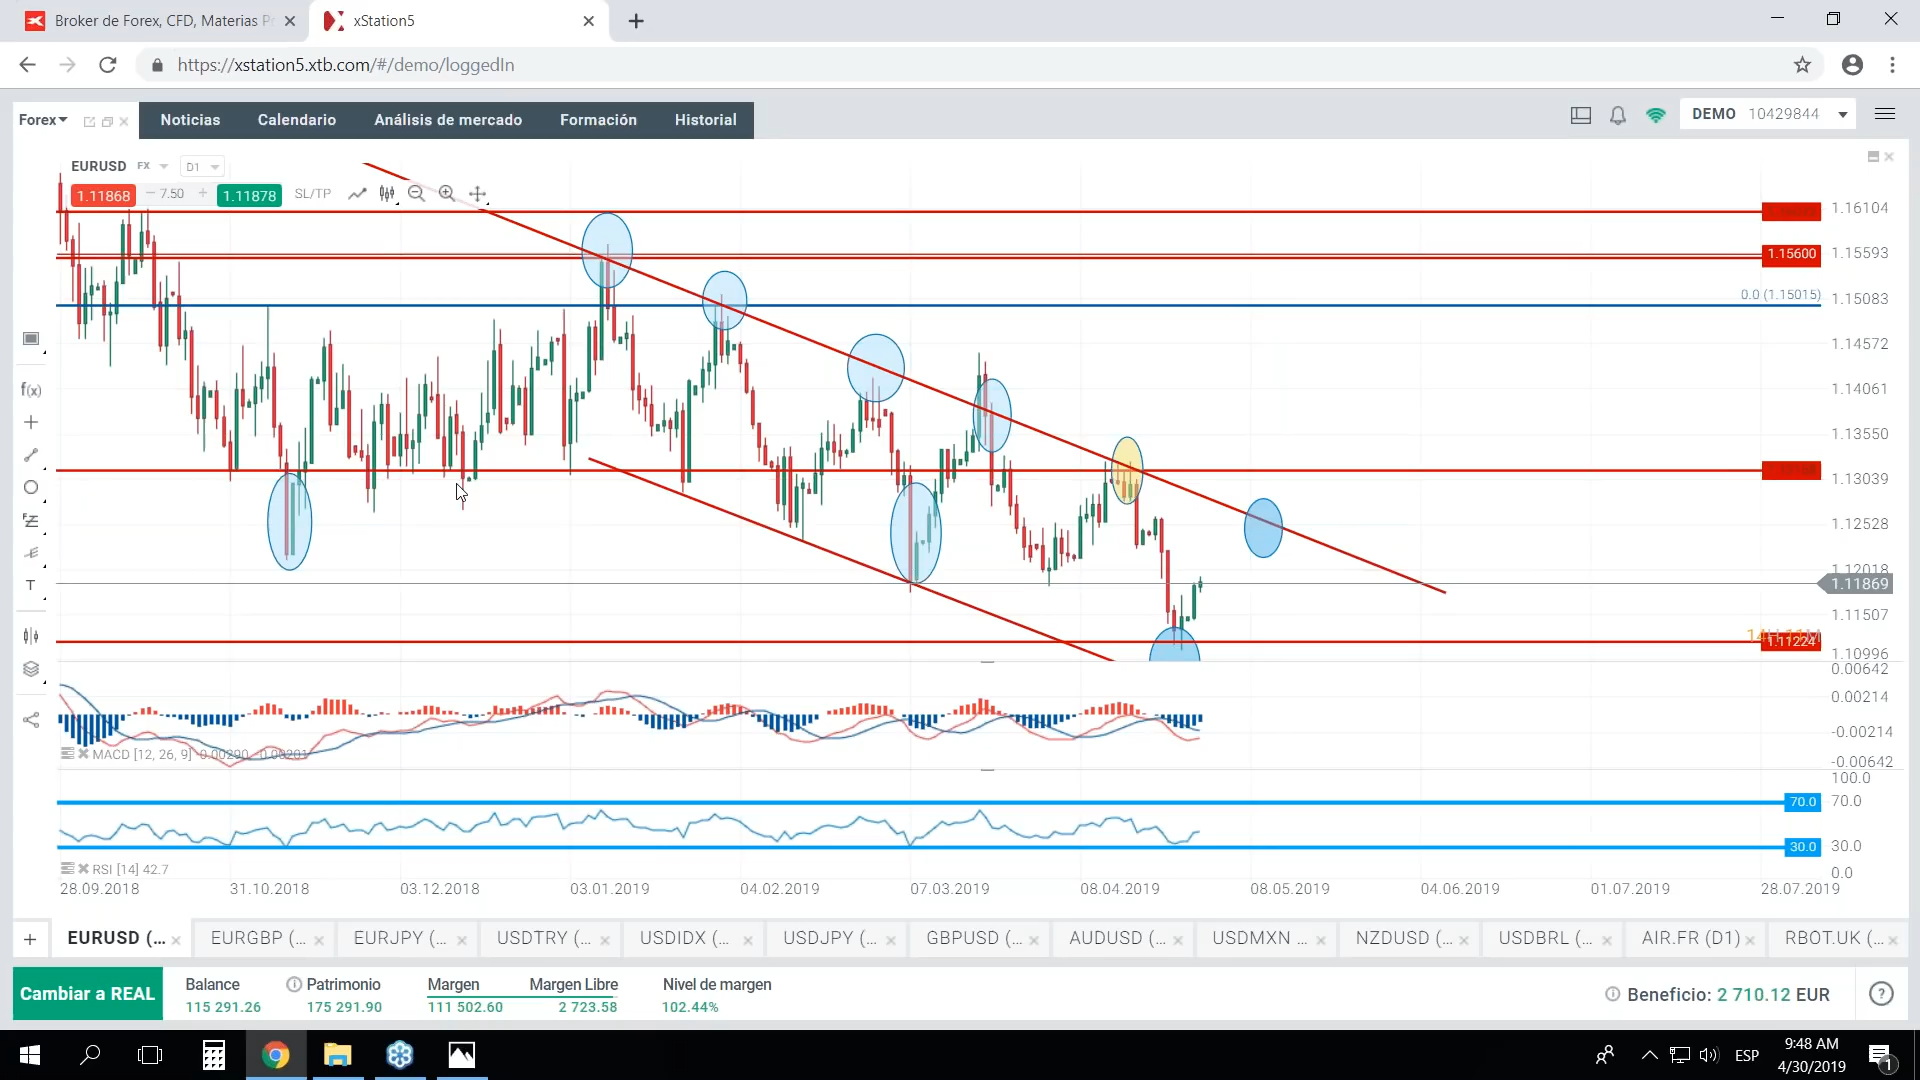 Broker de Forex, CFD, Materias P
xStation5
https://xstation5.xtb.com/#/demo/loggedIn
Forex
Noticias
Calendario
Análisis de mercado
Formación
Historial
DEMO 10429844
EURUSD FX D1
1.11868 7.50 1.11878 SL/TP
1.16104
1.15600
1.15593
0.0 (1.15015)
1.15083
1.14572
1.14061
1.13550
1.13039
1.12528
1.12018
1.11869
1.11507
1.11224
1.10996
0.00642
0.00214
-0.00214
-0.00642
MACD [12, 26, 9] -0.00290 -0.00201
100.0
70.0 70.0
30.0 30.0
0.0
RSI [14] 42.7
28.09.2018 31.10.2018 03.12.2018 03.01.2019 04.02.2019 07.03.2019 08.04.2019 08.05.2019 04.06.2019 01.07.2019 28.07.2019
EURUSD (... EURGBP (... EURJPY (... USDTRY (... USDIDX (... USDJPY (... GBPUSD (... AUDUSD (... USDMXN ... NZDUSD (... USDBRL (... AIR.FR (D1) RBOT.UK (...
Cambiar a REAL
Balance Patrimonio Margen Margen Libre Nivel de margen
115 291.26 175 291.90 111 502.60 2 723.58 102.44%
Beneficio: 2 710.12 EUR
ESP
9:48 AM
4/30/2019
1